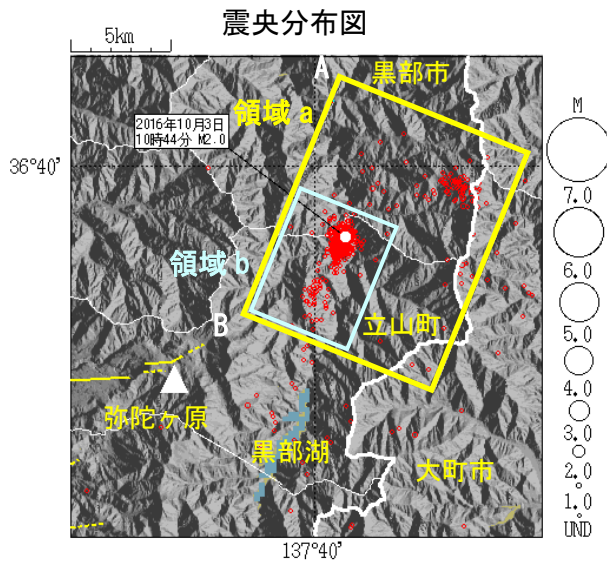 震央分布図
5km
A
黒部市
領域 a
2016年10月3日
10時44分 M2.0
36°40'
領域 b
B
立山町
弥陀ヶ原
黒部湖
大町市
137°40'
M
7.0
6.0
5.0
4.0
3.0
2.0
1.0
UND